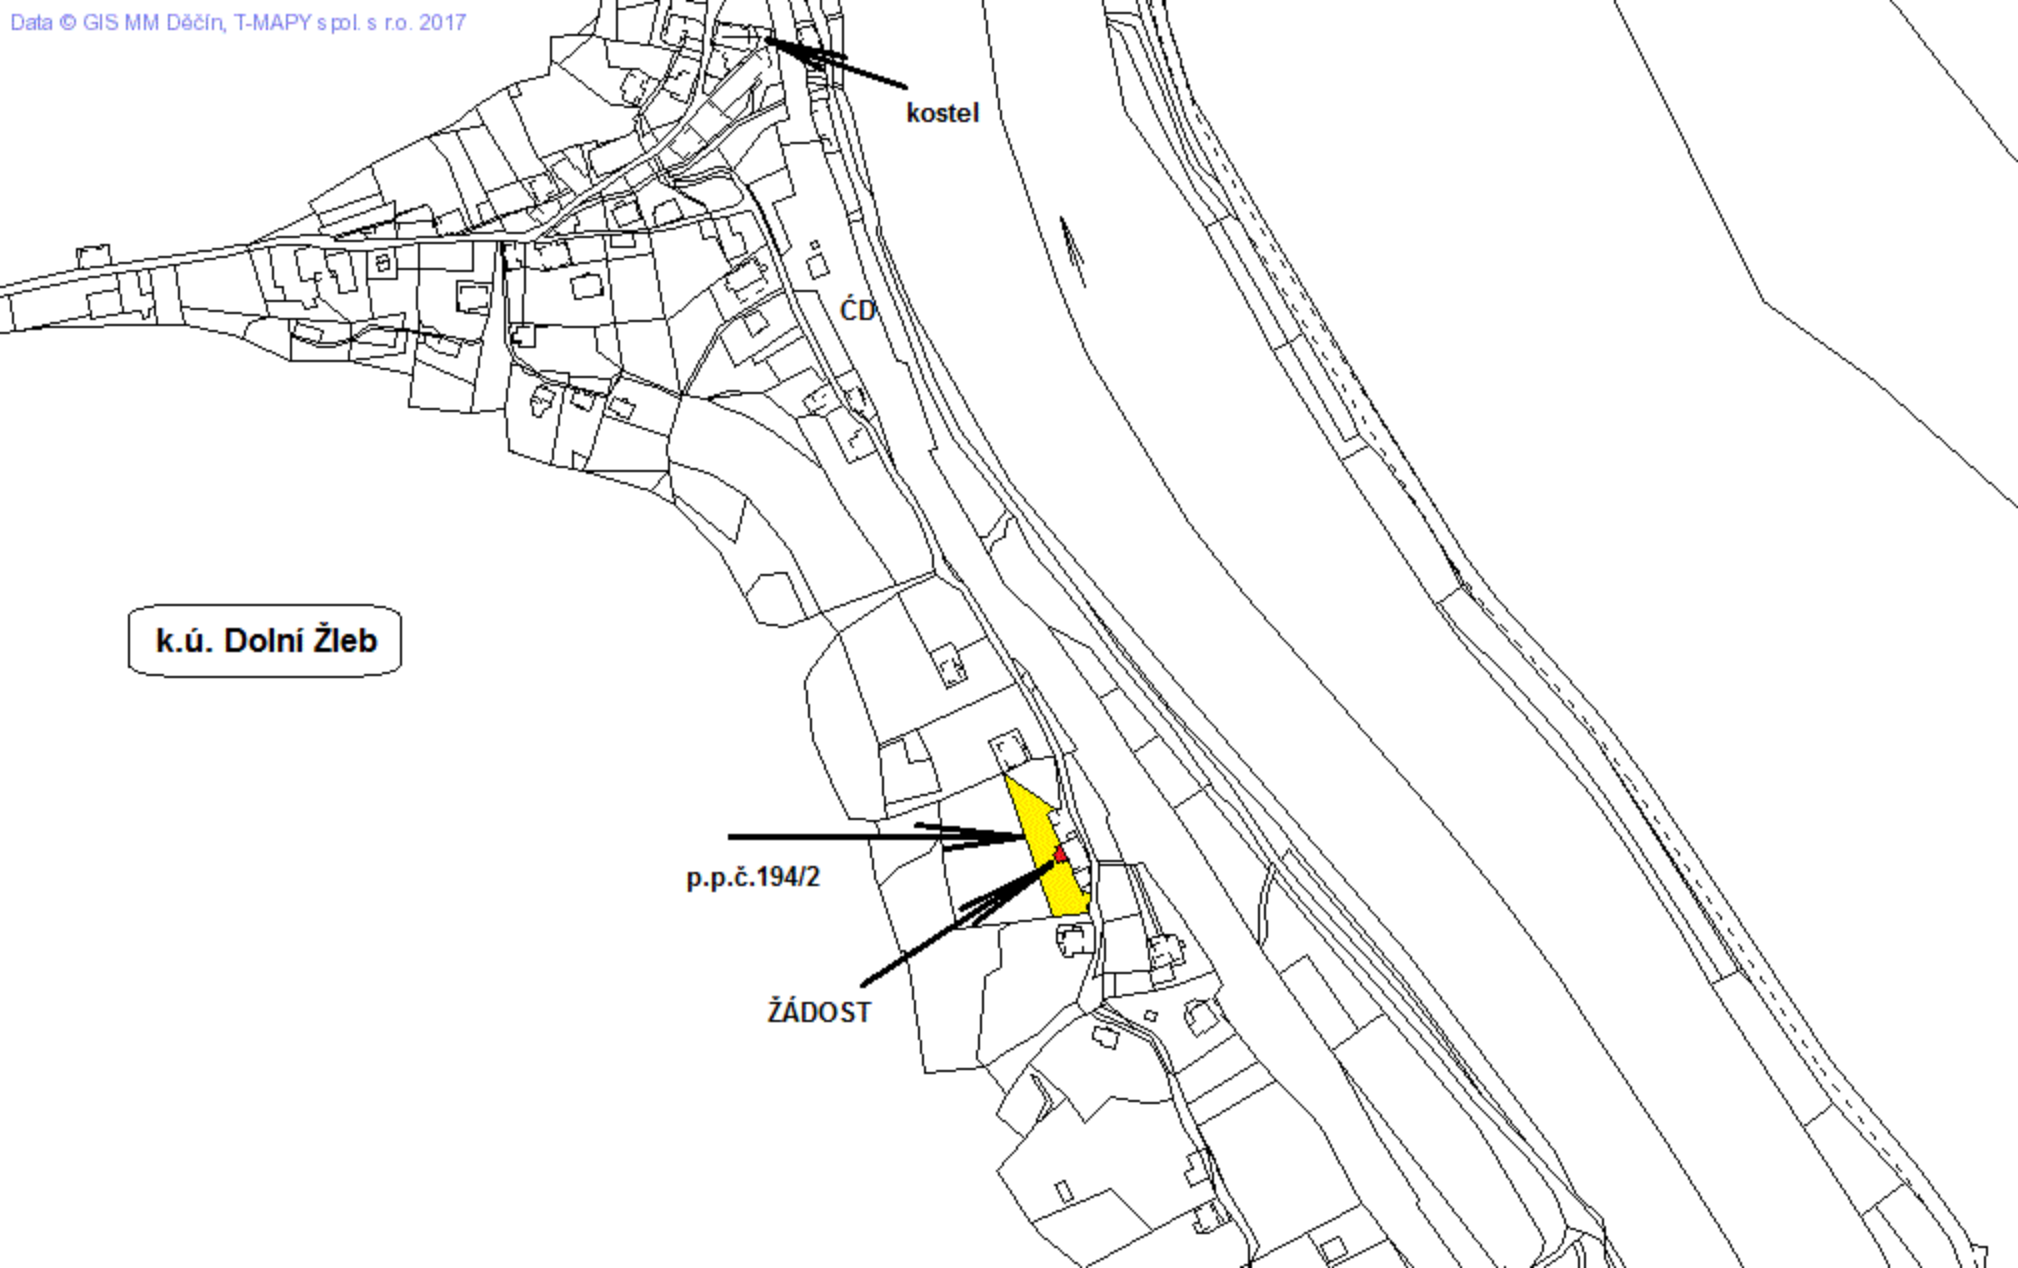 Data © GIS MM Děčín, T-MAPY spol. s r.o. 2017
kostel
ĆD
k.ú. Dolní Žleb
p.p.č.194/2
ŽÁDOST